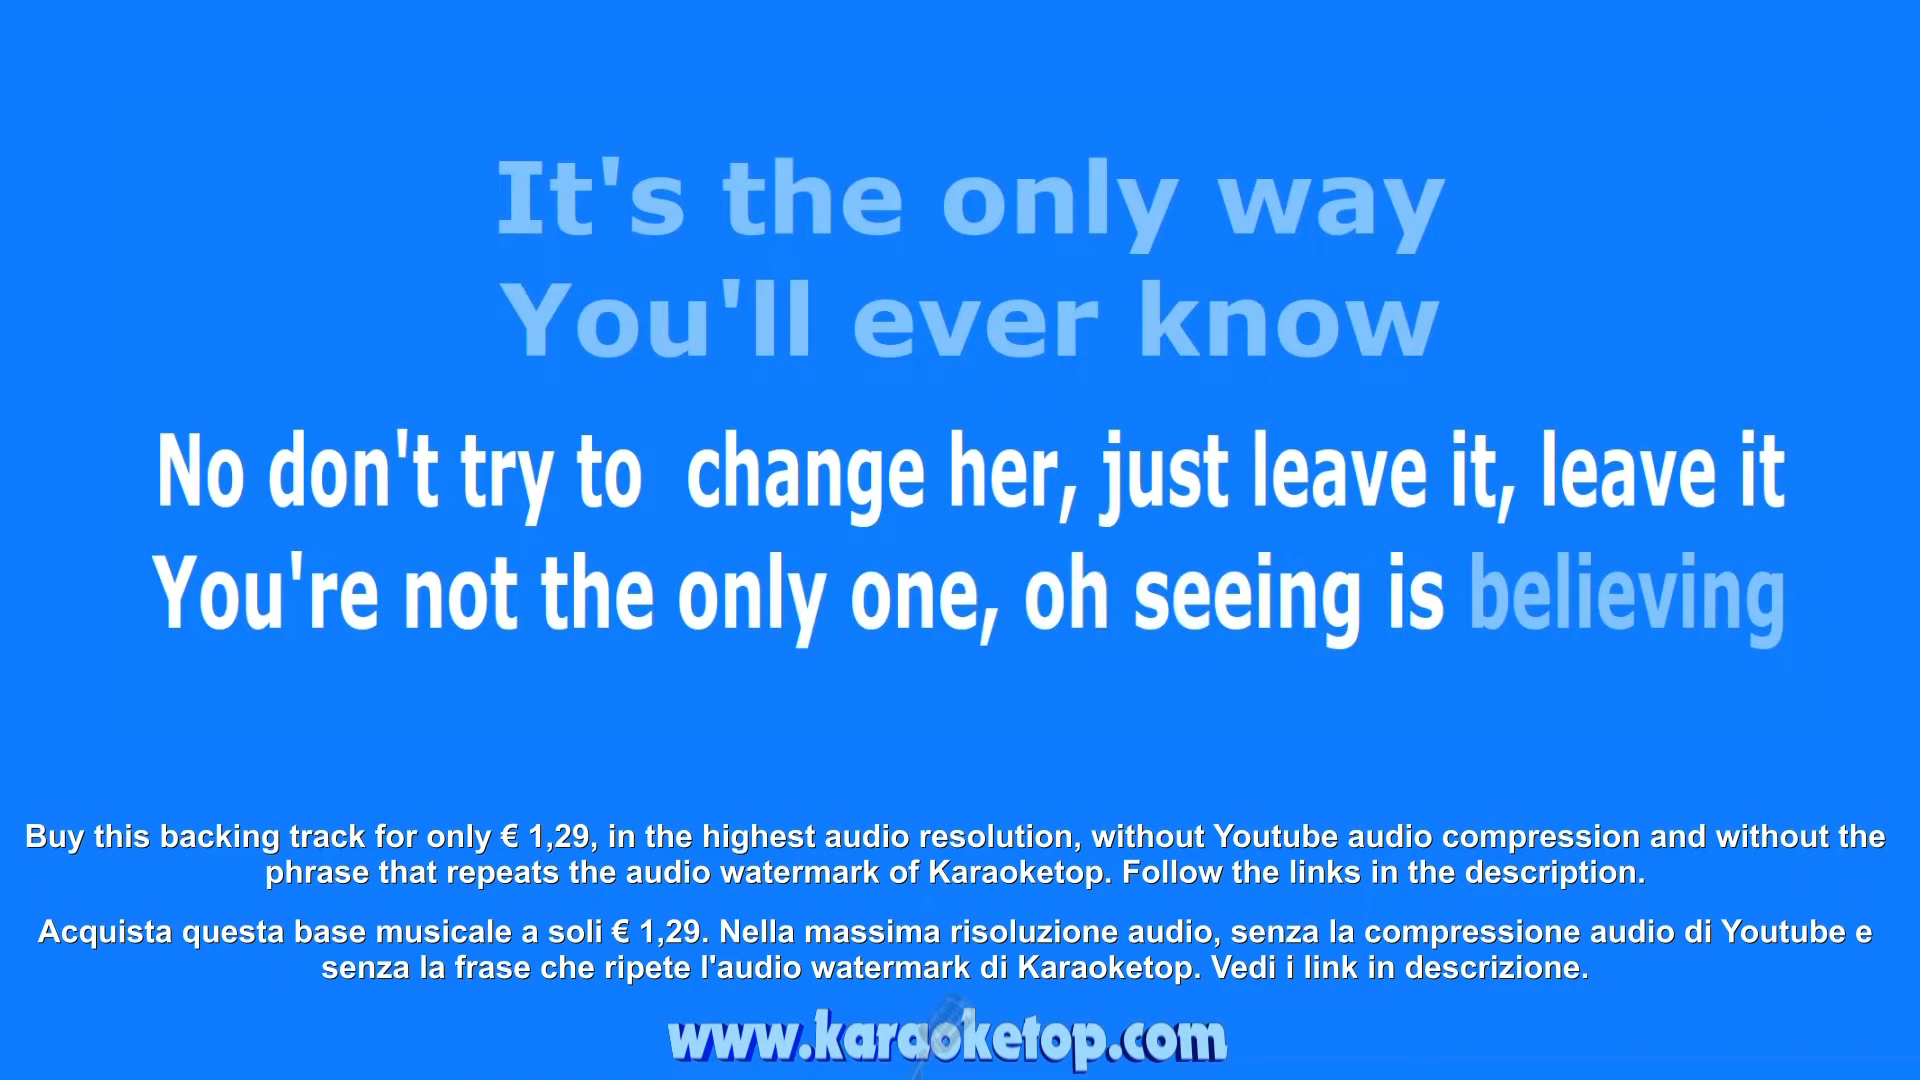 It's the only way
You'll ever know
No don't try to  change her, just leave it, leave it
You're not the only one, oh seeing is believing
Buy this backing track for only € 1,29, in the highest audio resolution, without Youtube audio compression and without the
phrase that repeats the audio watermark of Karaoketop. Follow the links in the description.
Acquista questa base musicale a soli € 1,29. Nella massima risoluzione audio, senza la compressione audio di Youtube e
senza la frase che ripete l'audio watermark di Karaoketop. Vedi i link in descrizione.
www.karaoketop.com